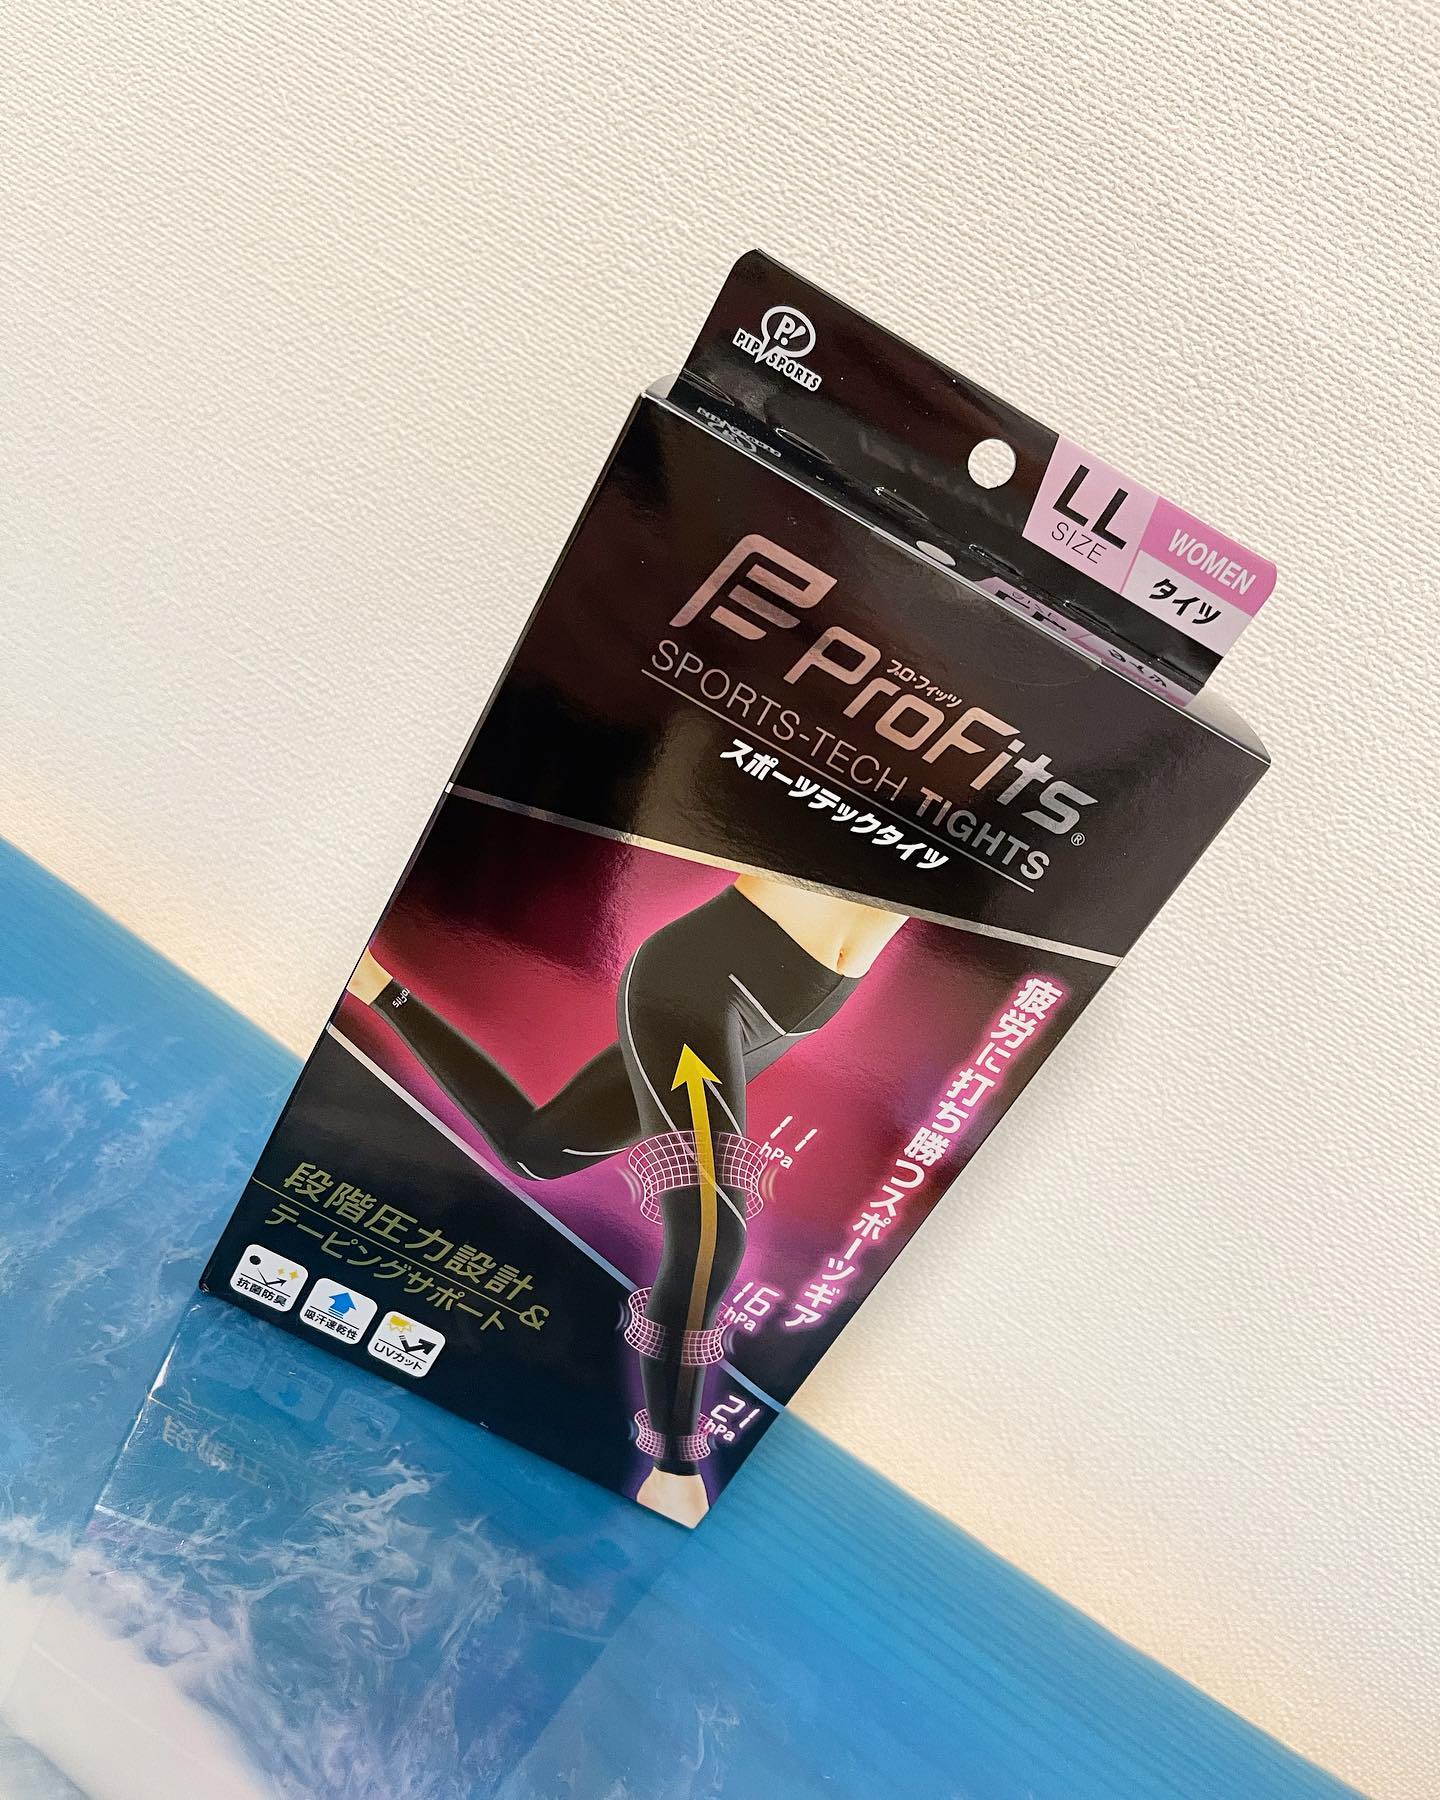 P!
PIP SPORTS
LL
SIZE
WOMEN
タイツ
プロ・フィッツ
ProFits®
SPORTS-TECH TIGHTS
スポーツテックタイツ
疲労に打ち勝つスポーツギア
ProFits
11
hPa
16
hPa
21
hPa
段階圧力設計&
テーピングサポート
抗菌防臭
吸汗速乾性
UVカット